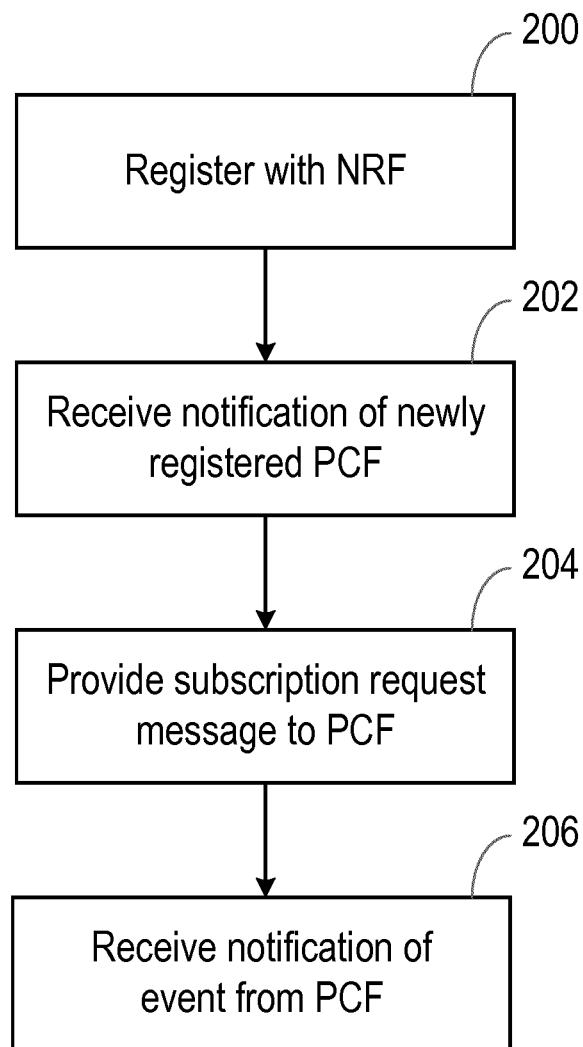 200
Register with NRF
202
Receive notification of newly
registered PCF
204
Provide subscription request
message to PCF
206
Receive notification of
event from PCF